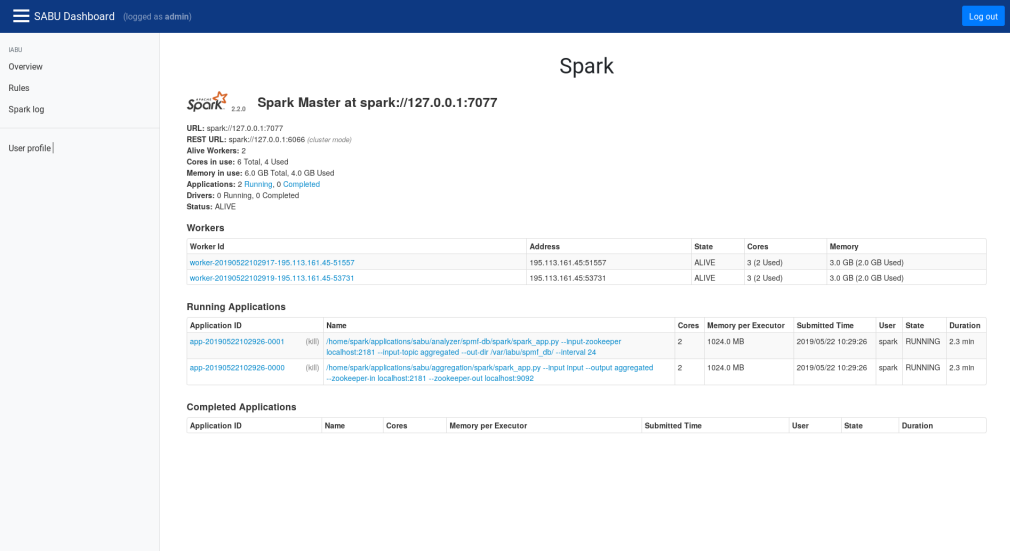 SABU Dashboard (logged as admin) Log out
IABU
Overview
Rules
Spark log
User profile
Spark
APACHE Spark 2.2.0 Spark Master at spark://127.0.0.1:7077
URL: spark://127.0.0.1:7077
REST URL: spark://127.0.0.1:6066 (cluster mode)
Alive Workers: 2
Cores in use: 6 Total, 4 Used
Memory in use: 6.0 GB Total, 4.0 GB Used
Applications: 2 Running, 0 Completed
Drivers: 0 Running, 0 Completed
Status: ALIVE
Workers
Worker Id Address State Cores Memory
worker-20190522102917-195.113.161.45-51557 195.113.161.45:51557 ALIVE 3 (2 Used) 3.0 GB (2.0 GB Used)
worker-20190522102919-195.113.161.45-53731 195.113.161.45:53731 ALIVE 3 (2 Used) 3.0 GB (2.0 GB Used)
Running Applications
Application ID Name Cores Memory per Executor Submitted Time User State Duration
app-20190522102926-0001 (kill) /home/spark/applications/sabu/analyzer/spmf-db/spark/spark_app.py --input-zookeeper 2 1024.0 MB 2019/05/22 10:29:26 spark RUNNING 2.3 min
localhost:2181 --input-topic aggregated --out-dir /var/iabu/spmf_db/ --interval 24
app-20190522102926-0000 (kill) /home/spark/applications/sabu/aggregation/spark/spark_app.py --input input --output aggregated 2 1024.0 MB 2019/05/22 10:29:26 spark RUNNING 2.3 min
--zookeeper-in localhost:2181 --zookeeper-out localhost:9092
Completed Applications
Application ID Name Cores Memory per Executor Submitted Time User State Duration